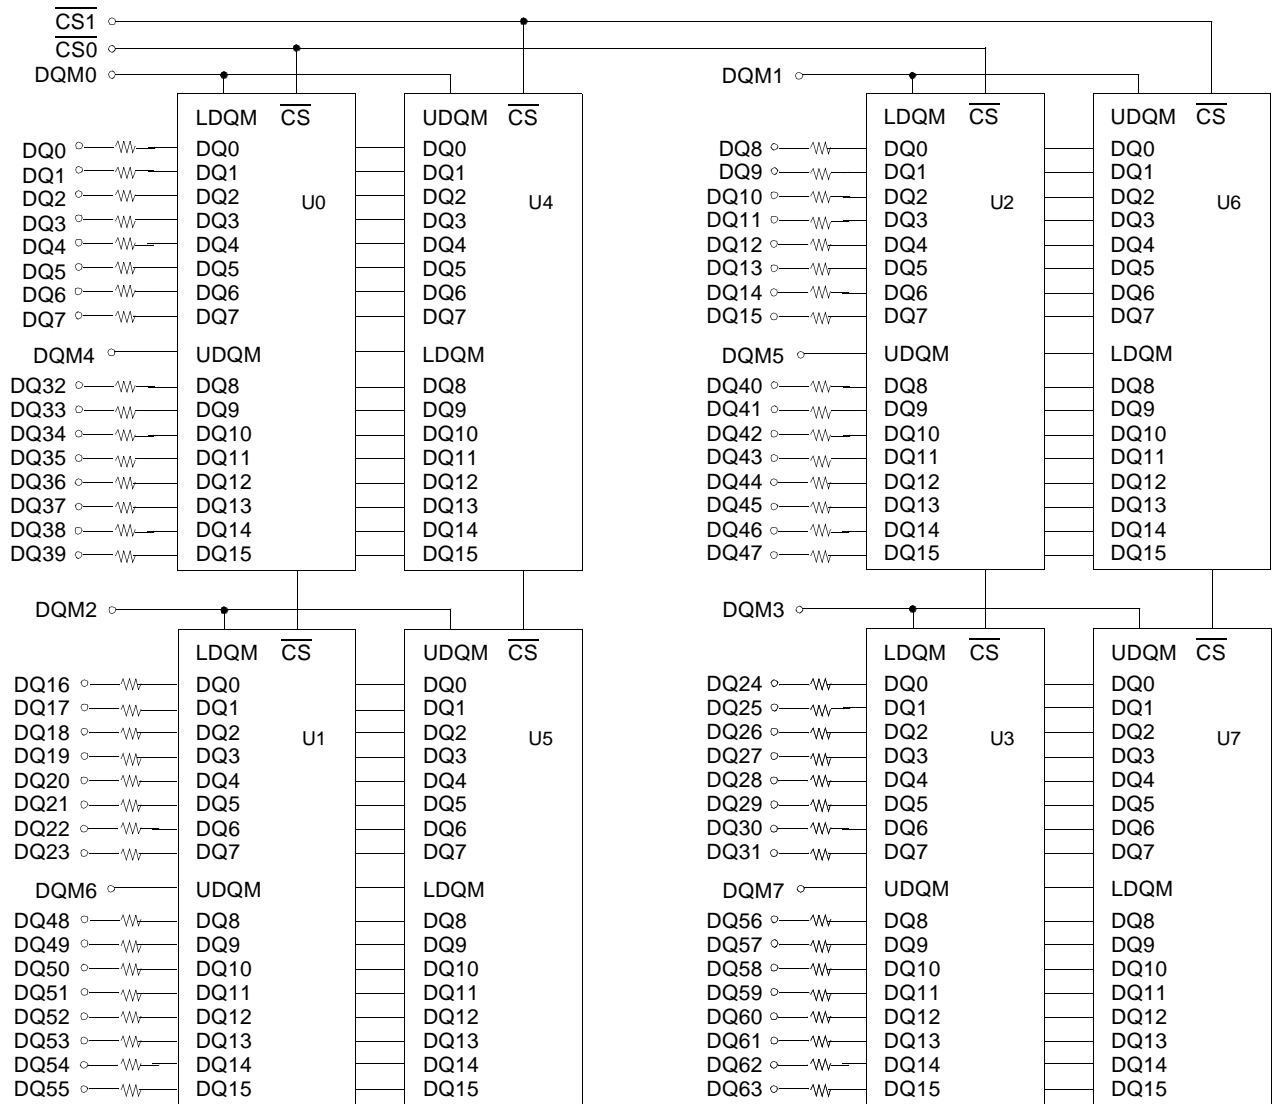 CS1
CS0
DQM0 DQM1
LDQM CS UDQM CS LDQM CS UDQM CS
DQ0 DQ0 DQ0 DQ8 DQ0 DQ0
DQ1 DQ1 DQ1 DQ9 DQ1 DQ1
DQ2 DQ2 U0 DQ2 U4 DQ10 DQ2 U2 DQ2 U6
DQ3 DQ3 DQ3 DQ11 DQ3 DQ3
DQ4 DQ4 DQ4 DQ12 DQ4 DQ4
DQ5 DQ5 DQ5 DQ13 DQ5 DQ5
DQ6 DQ6 DQ6 DQ14 DQ6 DQ6
DQ7 DQ7 DQ7 DQ15 DQ7 DQ7
DQM4 UDQM LDQM DQM5 UDQM LDQM
DQ32 DQ8 DQ8 DQ40 DQ8 DQ8
DQ33 DQ9 DQ9 DQ41 DQ9 DQ9
DQ34 DQ10 DQ10 DQ42 DQ10 DQ10
DQ35 DQ11 DQ11 DQ43 DQ11 DQ11
DQ36 DQ12 DQ12 DQ44 DQ12 DQ12
DQ37 DQ13 DQ13 DQ45 DQ13 DQ13
DQ38 DQ14 DQ14 DQ46 DQ14 DQ14
DQ39 DQ15 DQ15 DQ47 DQ15 DQ15
DQM2 DQM3
LDQM CS UDQM CS LDQM CS UDQM CS
DQ16 DQ0 DQ0 DQ24 DQ0 DQ0
DQ17 DQ1 DQ1 DQ25 DQ1 DQ1
DQ18 DQ2 U1 DQ2 U5 DQ26 DQ2 U3 DQ2 U7
DQ19 DQ3 DQ3 DQ27 DQ3 DQ3
DQ20 DQ4 DQ4 DQ28 DQ4 DQ4
DQ21 DQ5 DQ5 DQ29 DQ5 DQ5
DQ22 DQ6 DQ6 DQ30 DQ6 DQ6
DQ23 DQ7 DQ7 DQ31 DQ7 DQ7
DQM6 UDQM LDQM DQM7 UDQM LDQM
DQ48 DQ8 DQ8 DQ56 DQ8 DQ8
DQ49 DQ9 DQ9 DQ57 DQ9 DQ9
DQ50 DQ10 DQ10 DQ58 DQ10 DQ10
DQ51 DQ11 DQ11 DQ59 DQ11 DQ11
DQ52 DQ12 DQ12 DQ60 DQ12 DQ12
DQ53 DQ13 DQ13 DQ61 DQ13 DQ13
DQ54 DQ14 DQ14 DQ62 DQ14 DQ14
DQ55 DQ15 DQ15 DQ63 DQ15 DQ15